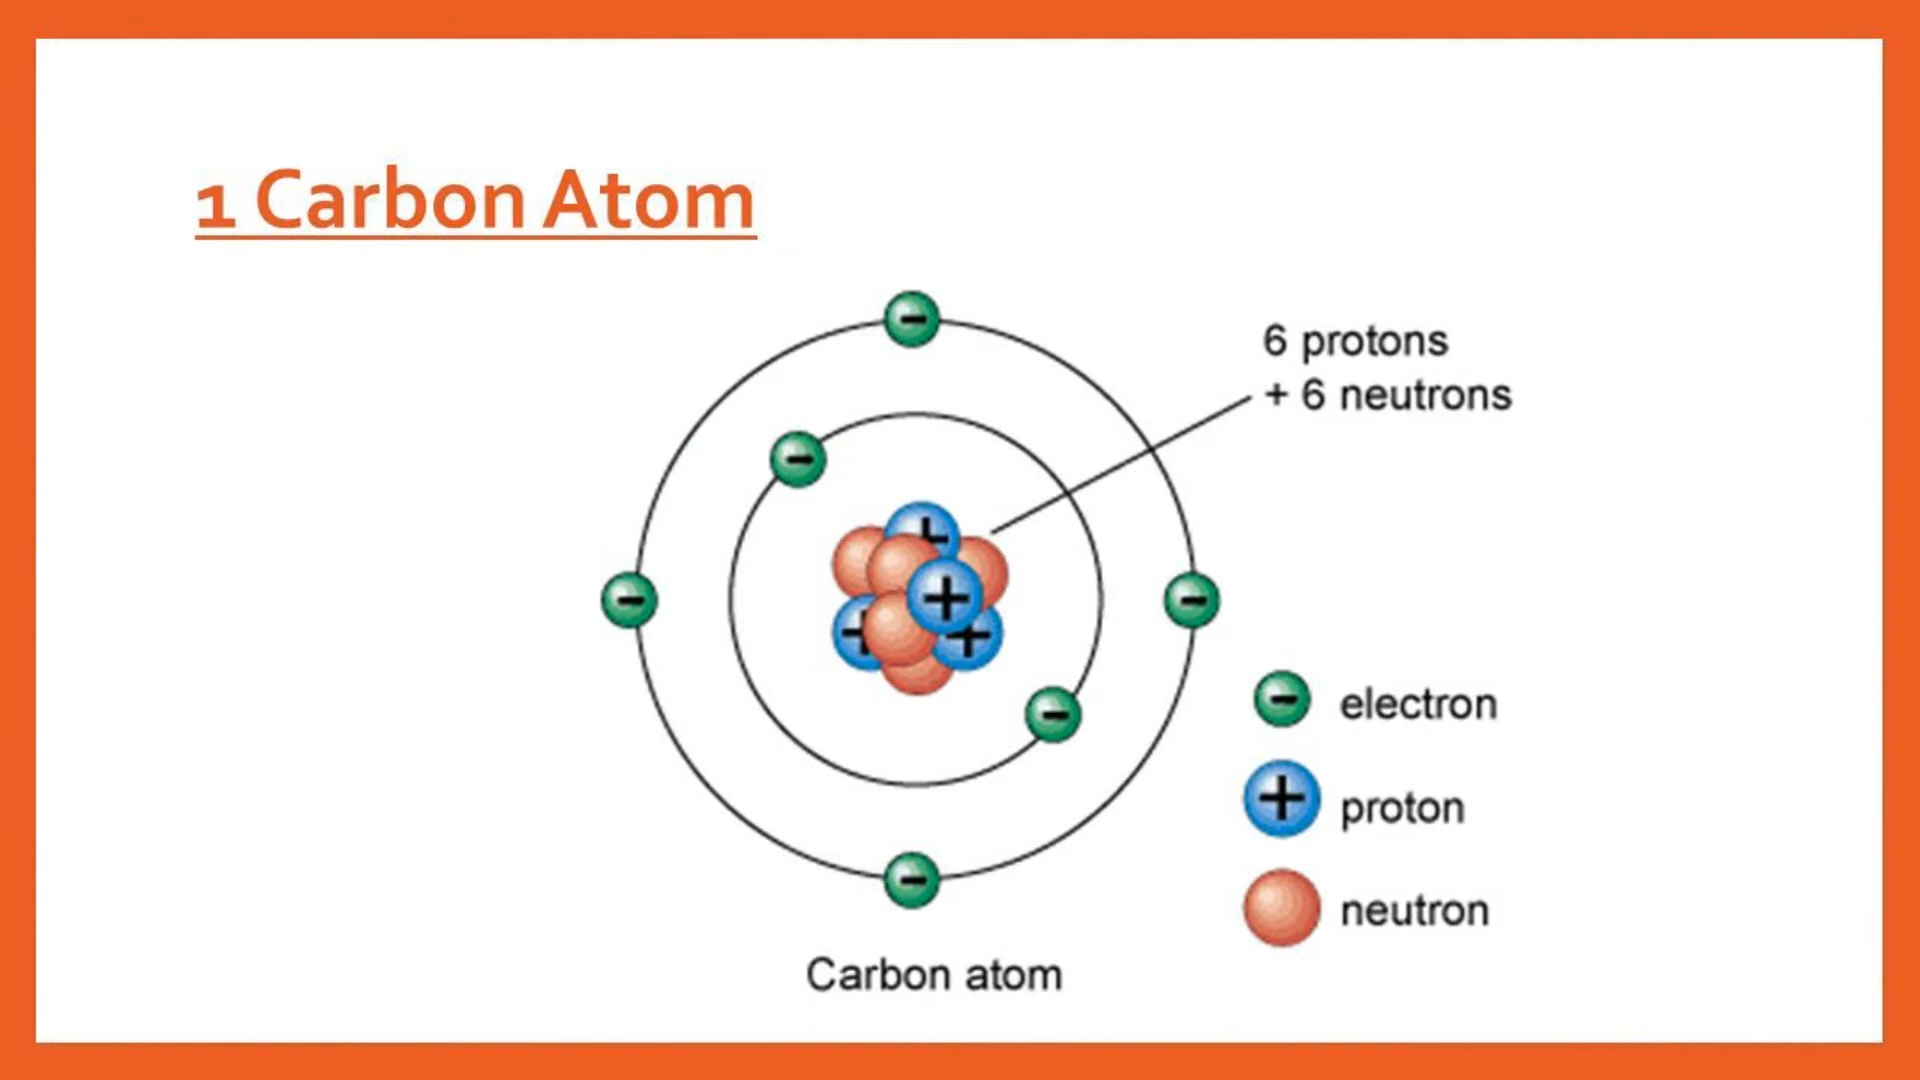 1 Carbon Atom
6 protons
+ 6 neutrons
electron
proton
neutron
Carbon atom